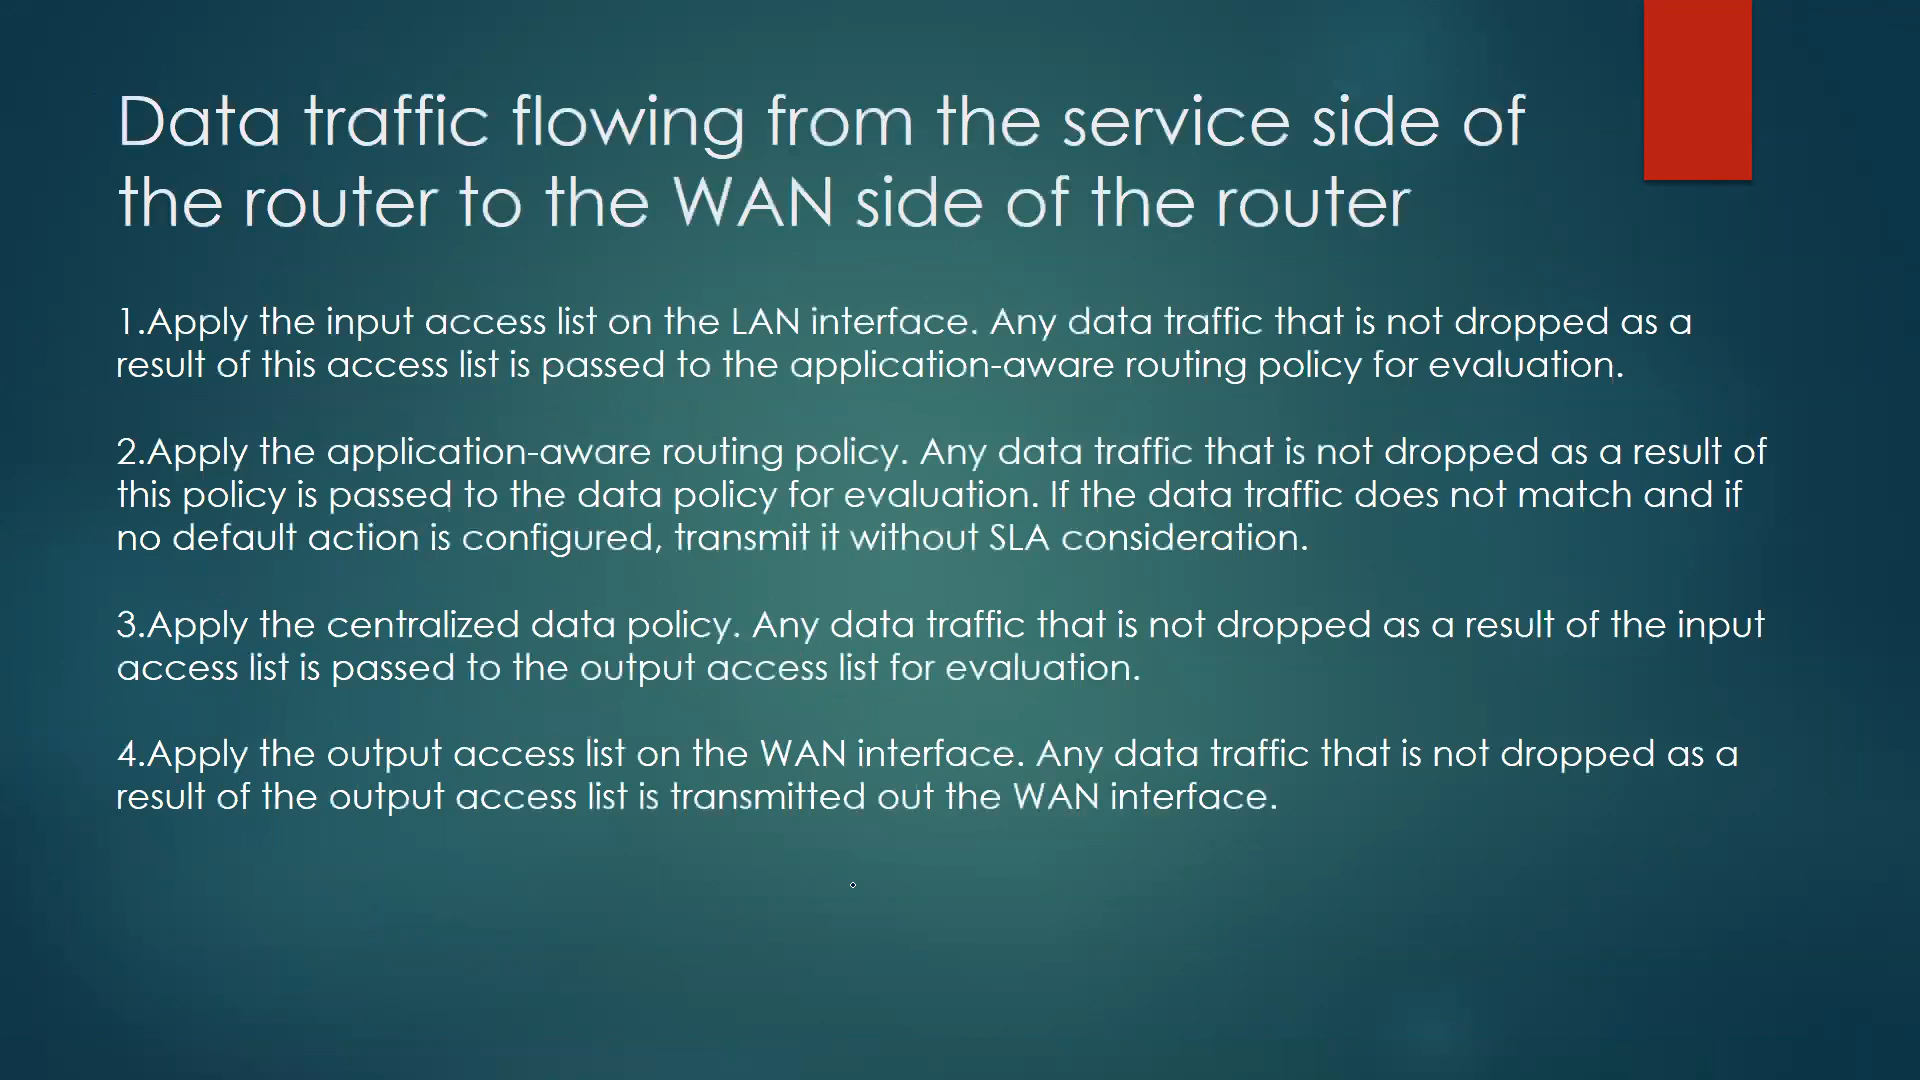 Data traffic flowing from the service side of
the router to the WAN side of the router
1.Apply the input access list on the LAN interface. Any data traffic that is not dropped as a
result of this access list is passed to the application-aware routing policy for evaluation.
2.Apply the application-aware routing policy. Any data traffic that is not dropped as a result of
this policy is passed to the data policy for evaluation. If the data traffic does not match and if
no default action is configured, transmit it without SLA consideration.
3.Apply the centralized data policy. Any data traffic that is not dropped as a result of the input
access list is passed to the output access list for evaluation.
4.Apply the output access list on the WAN interface. Any data traffic that is not dropped as a
result of the output access list is transmitted out the WAN interface.